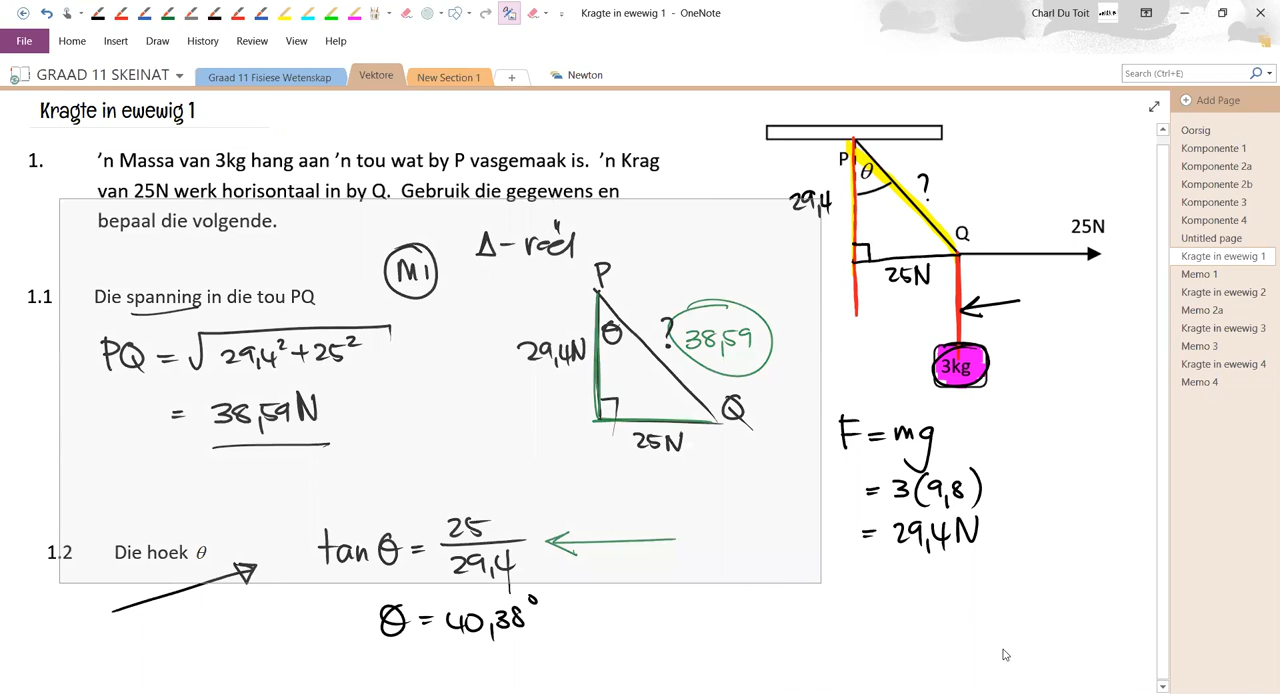 Kragte in ewewig 1 - OneNote
Charl Du Toit
File Home Insert Draw History Review View Help
GRAAD 11 SKEINAT
Graad 11 Fisiese Wetenskap
Vektore
New Section 1
+
Newton
Search (Ctrl+E)
Kragte in ewewig 1
1. 'n Massa van 3kg hang aan 'n tou wat by P vasgemaak is. 'n Krag
van 25N werk horisontaal in by Q. Gebruik die gegewens en
bepaal die volgende.
M1
Δ-reël
1.1 Die spanning in die tou PQ
PQ = √29,4² + 25²
= 38,59N
P
θ
29,4N
?
38,59
Q
25N
1.2 Die hoek θ
tan θ = 25/29,4
θ = 40,38°
P
θ
29,4
?
Q
25N
25N
3kg
F = mg
= 3(9,8)
= 29,4N
Add Page
Oorsig
Komponente 1
Komponente 2a
Komponente 2b
Komponente 3
Komponente 4
Untitled page
Kragte in ewewig 1
Memo 1
Kragte in ewewig 2
Memo 2a
Kragte in ewewig 3
Memo 3
Kragte in ewewig 4
Memo 4